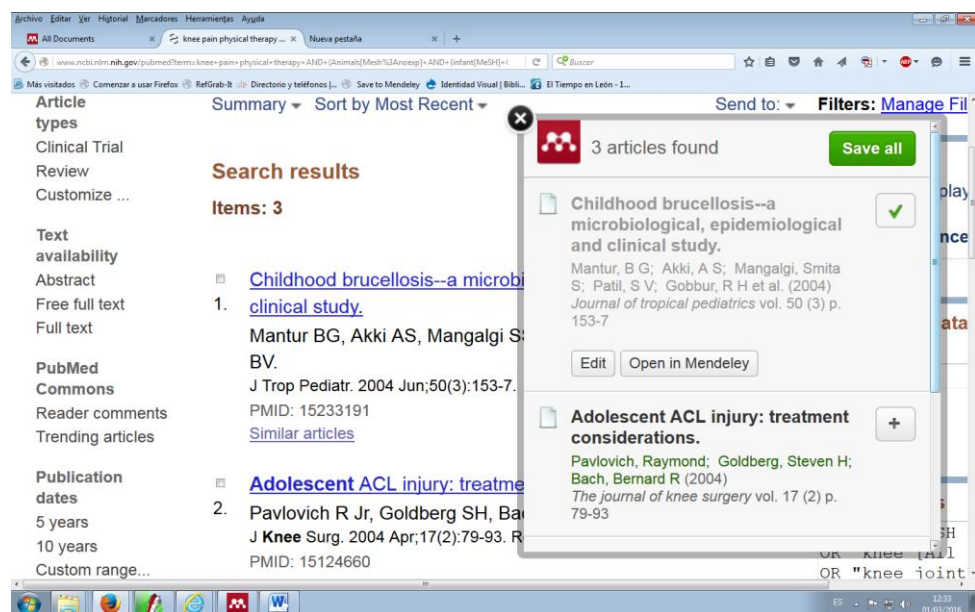 Archivo Editar Ver Historial Marcadores Herramientas Ayuda
All Documents × knee pain physical therapy ... × Nueva pestaña × +
www.ncbi.nlm.nih.gov/pubmed?term=knee+pain+physical+therapy+AND+(Animals[Mesh%3Anoexp]+AND+(infant[MeSH]+( Buscar
Más visitados Comenzar a usar Firefox RefGrab-It Directorio y teléfonos |... Save to Mendeley Identidad Visual | Bibli... El Tiempo en León - 1...
Article
types
Clinical Trial
Review
Customize ...
Text
availability
Abstract
Free full text
Full text
PubMed
Commons
Reader comments
Trending articles
Publication
dates
5 years
10 years
Custom range...
Summary Sort by Most Recent Send to: Filters: Manage Fil
Search results
Items: 3
1. Childhood brucellosis--a microbi
clinical study.
Mantur BG, Akki AS, Mangalgi S
BV.
J Trop Pediatr. 2004 Jun;50(3):153-7.
PMID: 15233191
Similar articles
2. Adolescent ACL injury: treatme
Pavlovich R Jr, Goldberg SH, Ba
J Knee Surg. 2004 Apr;17(2):79-93. R
PMID: 15124660
3 articles found Save all
Childhood brucellosis--a
microbiological, epidemiological
and clinical study.
Mantur, B G; Akki, A S; Mangalgi, Smita
S; Patil, S V; Gobbur, R H et al. (2004)
Journal of tropical pediatrics vol. 50 (3) p.
153-7
Edit Open in Mendeley
Adolescent ACL injury: treatment
considerations.
Pavlovich, Raymond; Goldberg, Steven H;
Bach, Bernard R (2004)
The journal of knee surgery vol. 17 (2) p.
79-93
play
nce
ata
s
SH
OR "knee [All
OR "knee joint
ES 12:33
01/03/2016